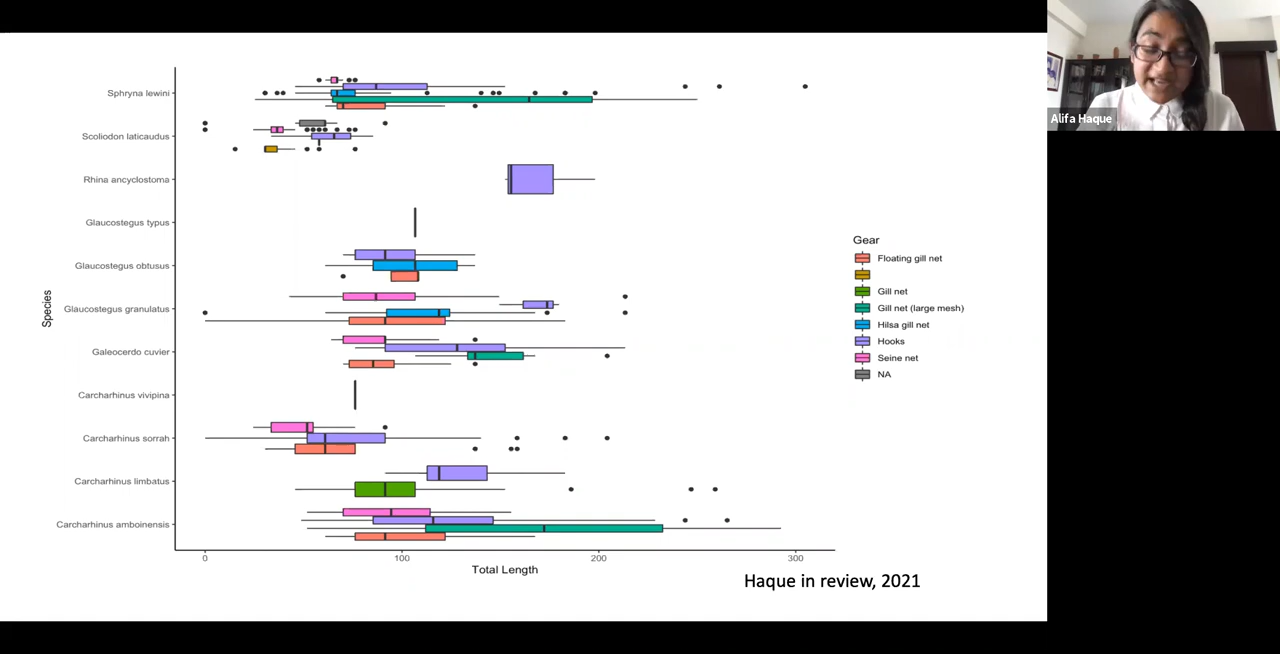 Alifa Haque
Species
Sphryna lewini
Scoliodon laticaudus
Rhina ancyclostoma
Glaucostegus typus
Glaucostegus obtusus
Glaucostegus granulatus
Galeocerdo cuvier
Carcharhinus vivipina
Carcharhinus sorrah
Carcharhinus limbatus
Carcharhinus amboinensis
0
100
200
300
Total Length
Gear
Floating gill net
Gill net
Gill net (large mesh)
Hilsa gill net
Hooks
Seine net
NA
Haque in review, 2021